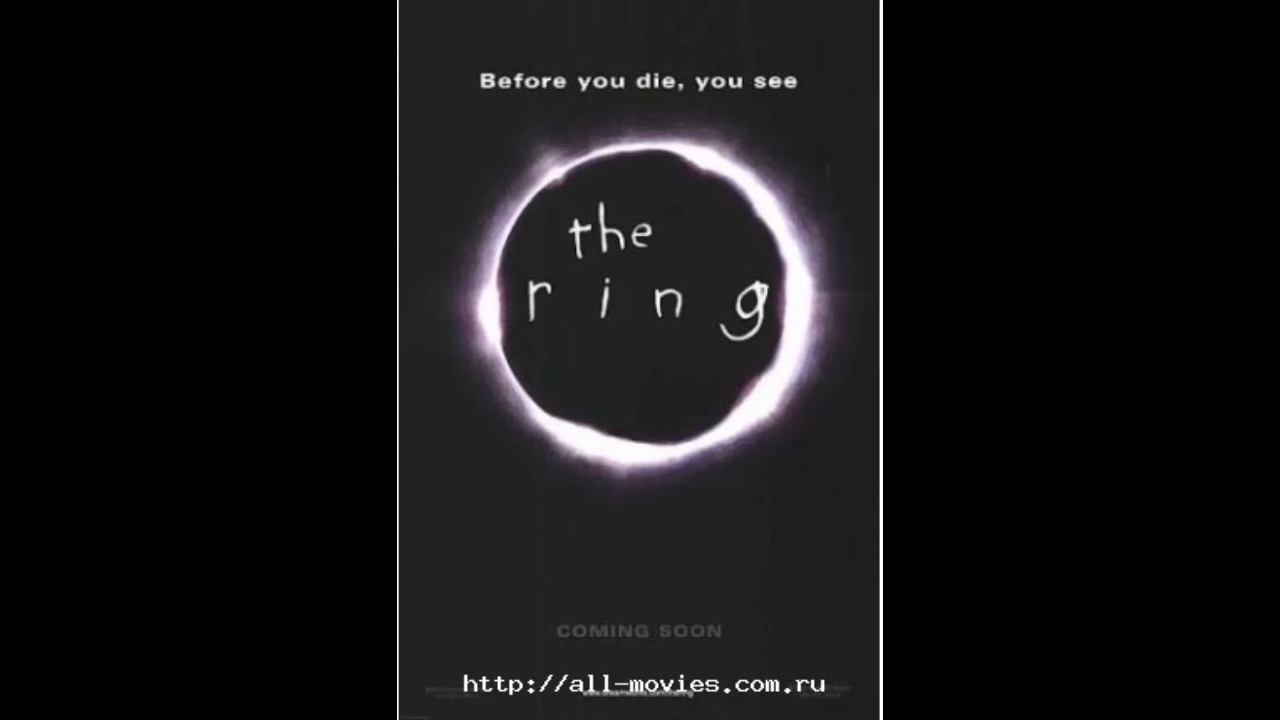 Before you die, you see
the
ring
COMING SOON
http://all-movies.com.ru